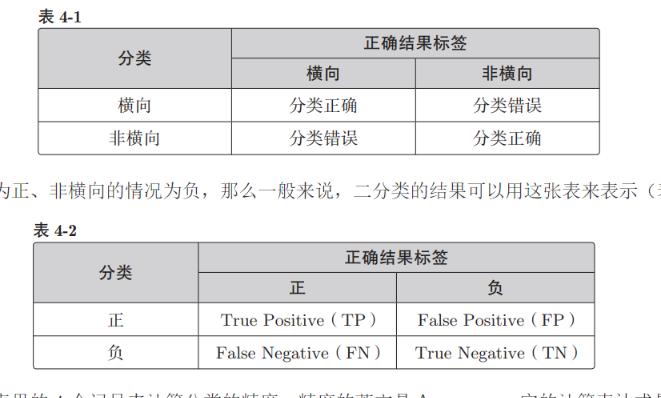 表 4-1
分类 正确结果标签
横向 非横向
横向 分类正确 分类错误
非横向 分类错误 分类正确
为正、非横向的情况为负，那么一般来说，二分类的结果可以用这张表来表示（
表 4-2
分类 正确结果标签
正 负
正 True Positive（TP） False Positive（FP）
负 False Negative（FN） True Negative（TN）